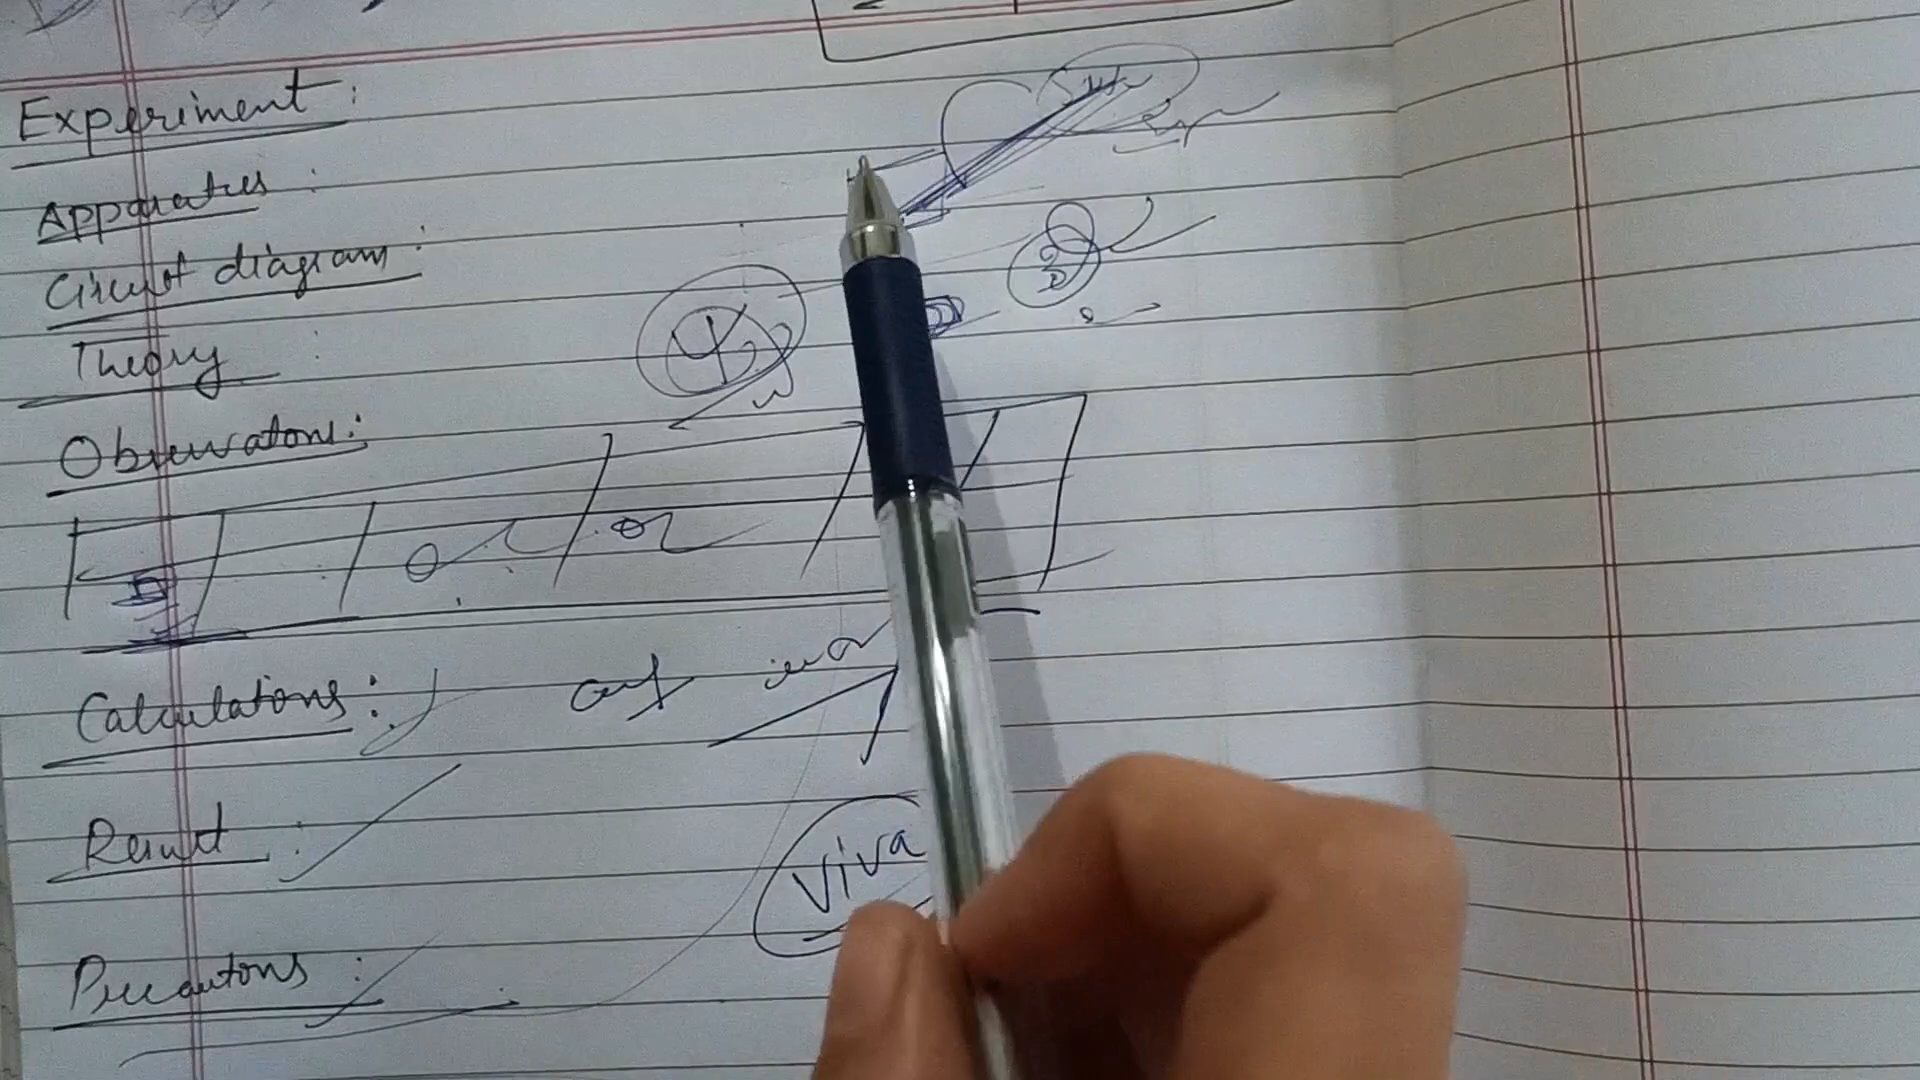 Experiment :
Apparatus :
Circuit diagram :
Theory :
Observations :
Calculations :
Result :
Viva
Precautions :